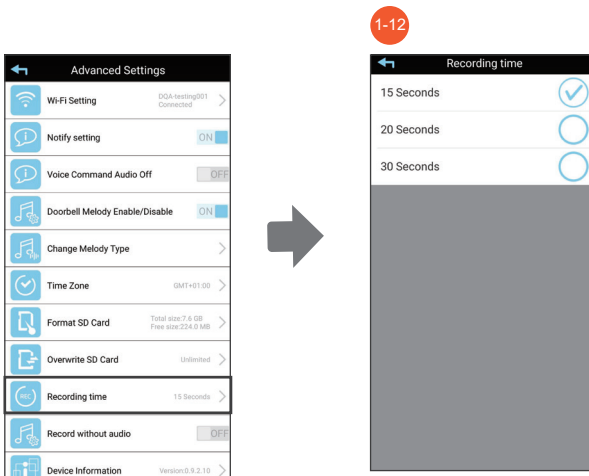 1-12
Advanced Settings
Wi-Fi Setting DQA-testing001
Connected
Notify setting ON
Voice Command Audio Off OFF
Doorbell Melody Enable/Disable ON
Change Melody Type
Time Zone GMT+01:00
Format SD Card Total size:7.6 GB
Free size:224.0 MB
Overwrite SD Card Unlimited
REC Recording time 15 Seconds
Record without audio OFF
Device Information Version:0.9.2.10
Recording time
15 Seconds
20 Seconds
30 Seconds